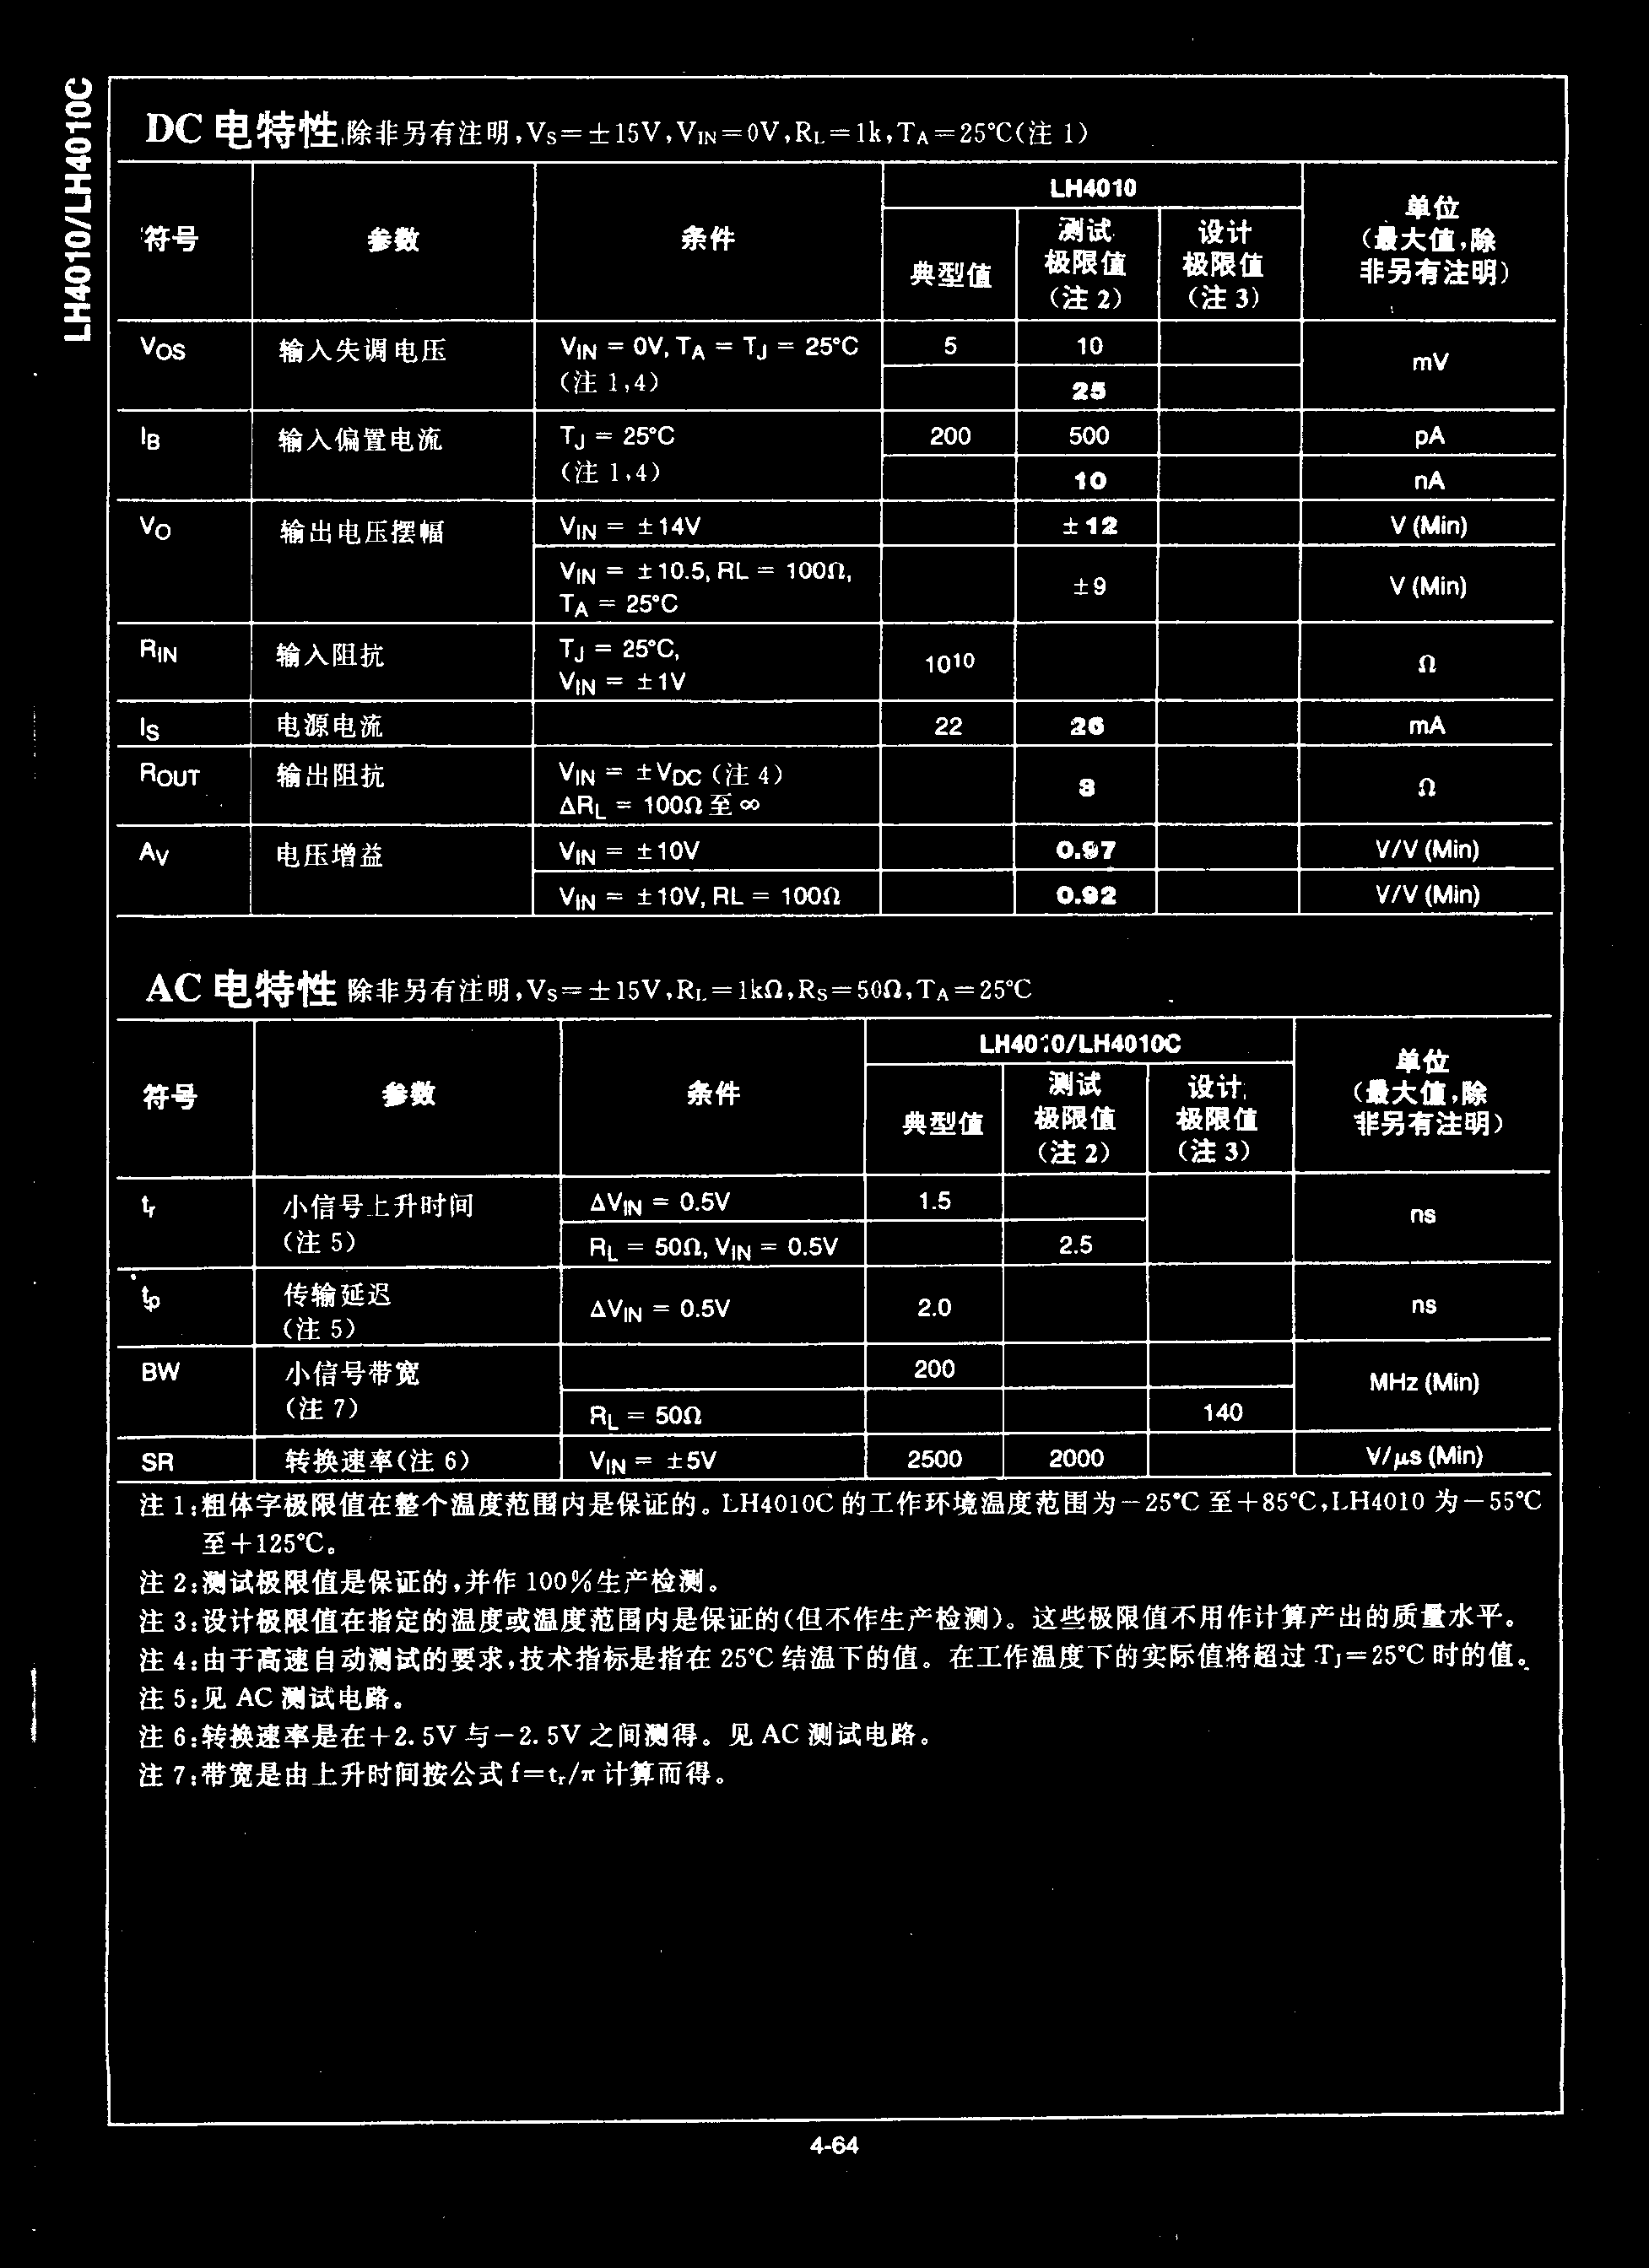 LH4010/LH4010C
DC 电特性 除非另有注明,VS=±15V,VIN=0V,RL=1k,TA=25℃(注 1)
符号 参数 条件 LH4010 单位
(最大值,除
非另有注明)
典型值 测试
极限值
(注 2) 设计
极限值
(注 3)
VOS 输入失调电压 VIN = 0V, TA = TJ = 25°C 5 10 mV
(注 1,4) 25
IB 输入偏置电流 TJ = 25°C 200 500 pA
(注 1,4) 10 nA
VO 输出电压摆幅 VIN = ±14V ±12 V (Min)
VIN = ±10.5, RL = 100Ω,
TA = 25°C ±9 V (Min)
RIN 输入阻抗 TJ = 25°C,
VIN = ±1V 10¹⁰ Ω
IS 电源电流 22 26 mA
ROUT 输出阻抗 VIN = ±VDC (注 4)
ΔRL = 100Ω 至 ∞ 3 Ω
AV 电压增益 VIN = ±10V 0.97 V/V (Min)
VIN = ±10V, RL = 100Ω 0.92 V/V (Min)
AC 电特性 除非另有注明,VS=±15V,RL=1kΩ,RS=50Ω,TA=25℃
符号 参数 条件 LH4010/LH4010C 单位
(最大值,除
非另有注明)
典型值 测试
极限值
(注 2) 设计
极限值
(注 3)
tr 小信号上升时间 ΔVIN = 0.5V 1.5 ns
(注 5) RL = 50Ω, VIN = 0.5V 2.5
tp 传输延迟
(注 5) ΔVIN = 0.5V 2.0 ns
BW 小信号带宽 200 MHz (Min)
(注 7) RL = 50Ω 140
SR 转换速率(注 6) VIN = ±5V 2500 2000 V/μs (Min)
注 1:粗体字极限值在整个温度范围内是保证的。LH4010C 的工作环境温度范围为-25℃ 至+85℃,LH4010 为-55℃
至+125℃。
注 2:测试极限值是保证的,并作 100%生产检测。
注 3:设计极限值在指定的温度或温度范围内是保证的(但不作生产检测)。这些极限值不用作计算产出的质量水平。
注 4:由于高速自动测试的要求,技术指标是指在 25℃ 结温下的值。在工作温度下的实际值将超过 TJ=25℃ 时的值。
注 5:见 AC 测试电路。
注 6:转换速率是在+2.5V 与-2.5V 之间测得。见 AC 测试电路。
注 7:带宽是由上升时间按公式 f=tr/π 计算而得。
4-64